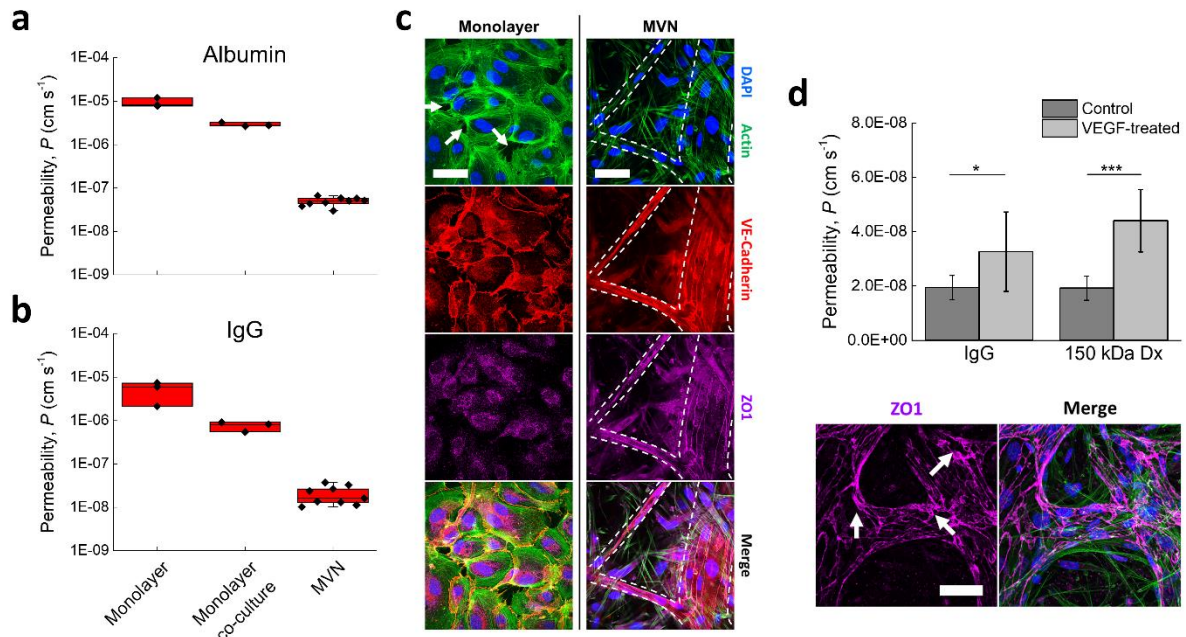 a
Albumin
Permeability, P (cm s⁻¹)
1E-04
1E-05
1E-06
1E-07
1E-08
1E-09
b
IgG
Permeability, P (cm s⁻¹)
1E-04
1E-05
1E-06
1E-07
1E-08
1E-09
Monolayer
Monolayer
co-culture
MVN
c
Monolayer
MVN
DAPI
Actin
VE-Cadherin
ZO1
Merge
d
Control
VEGF-treated
Permeability, P (cm s⁻¹)
8.0E-08
6.0E-08
4.0E-08
2.0E-08
0.0E+00
*
***
IgG
150 kDa Dx
ZO1
Merge